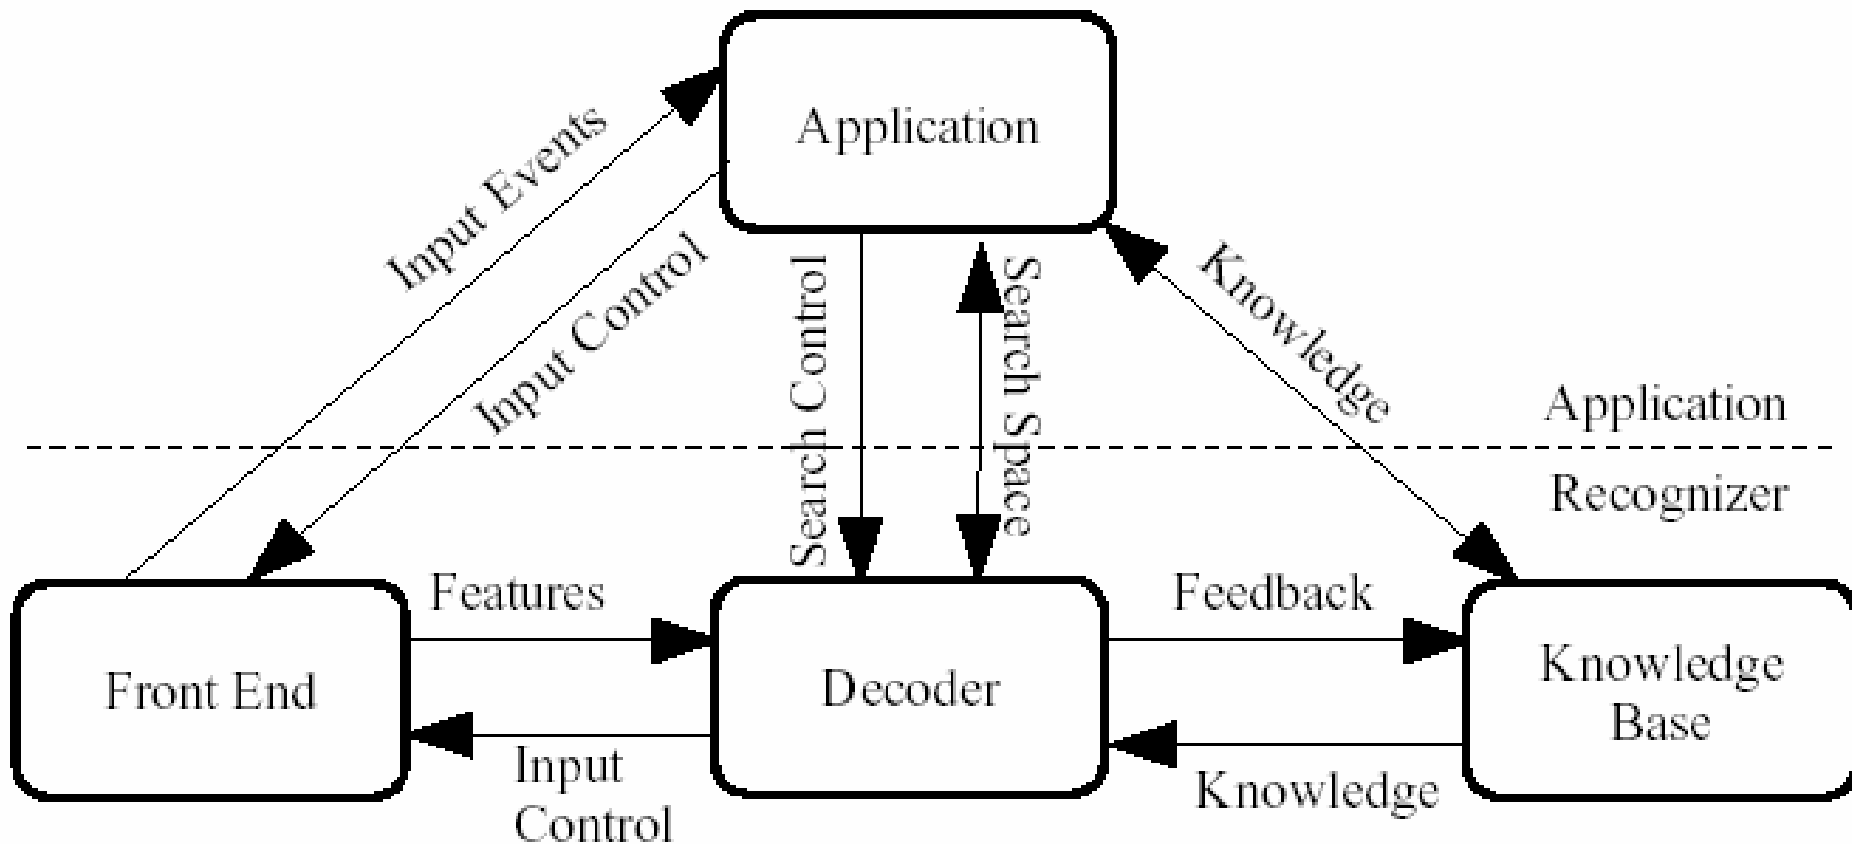 Application
Input Events
Input Control
Search Control
Search Space
Knowledge
Application
Recognizer
Features
Feedback
Front End
Decoder
Knowledge
Base
Input
Control
Knowledge